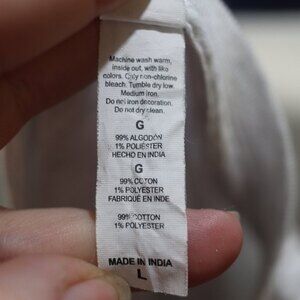 Machine wash warm,
inside out, with like
colors. Only non-chlorine
bleach. Tumble dry low.
Medium iron.
Do not iron decoration.
Do not dry clean.
G
99% ALGODÓN
1% POLIÉSTER
HECHO EN INDIA
G
99% COTON
1% POLYESTER
FABRIQUÉ EN INDE
99% COTTON
1% POLYESTER
MADE IN INDIA
L